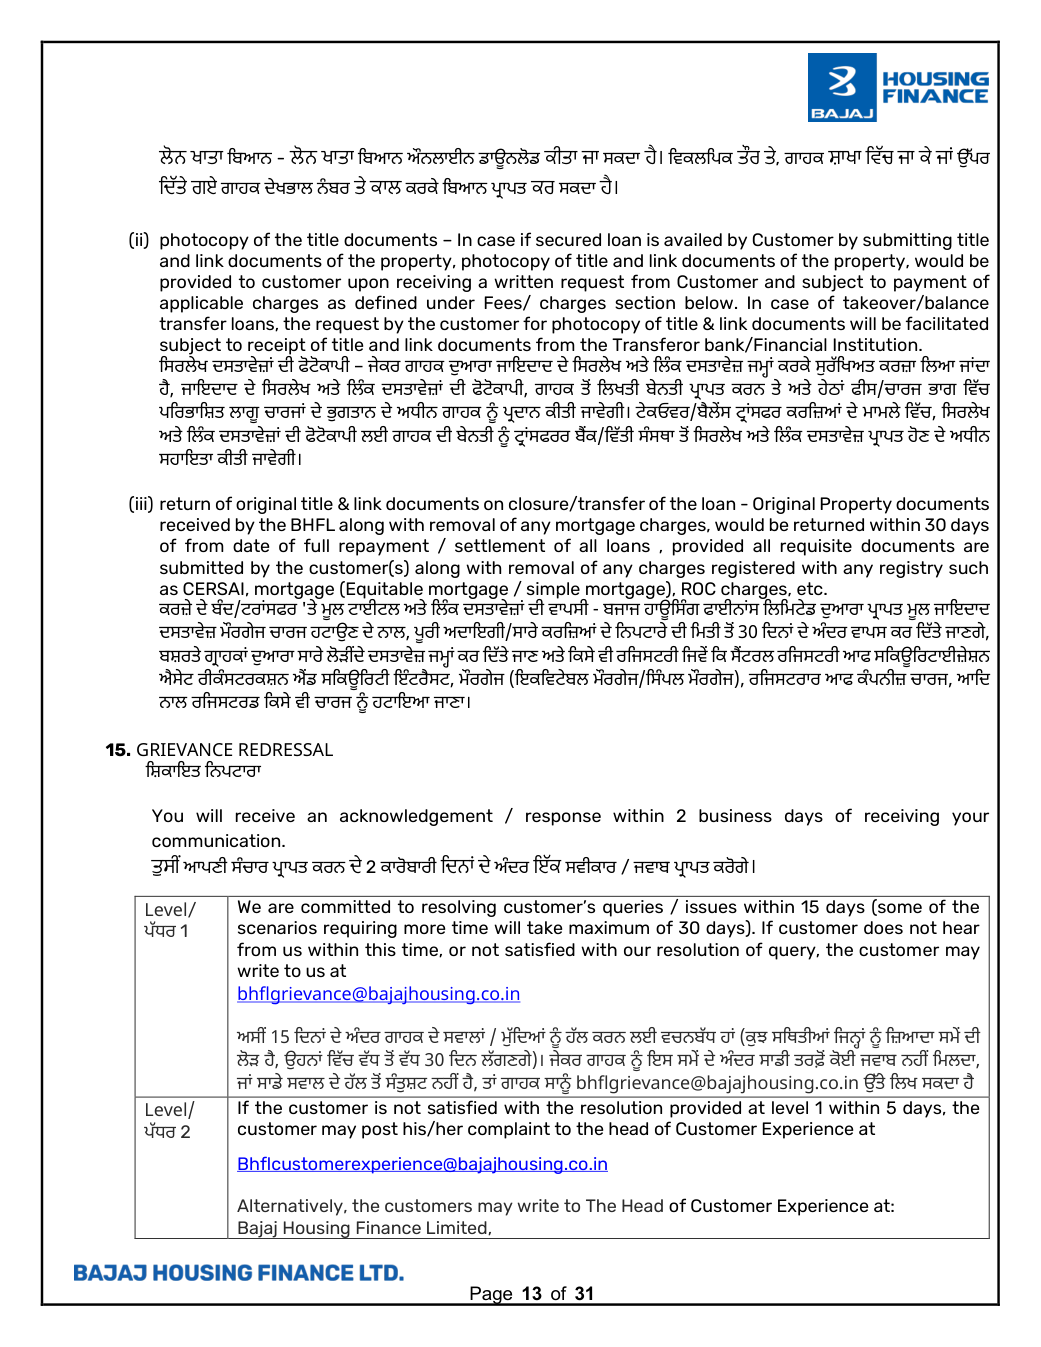 HOUSING
FINANCE
BAJAJ
ਲੋਨ ਖਾਤਾ ਬਿਆਨ – ਲੋਨ ਖਾਤਾ ਬਿਆਨ ਔਨਲਾਈਨ ਡਾਊਨਲੋਡ ਕੀਤਾ ਜਾ ਸਕਦਾ ਹੈ। ਵਿਕਲਪਿਕ ਤੌਰ ਤੇ, ਗਾਹਕ ਸ਼ਾਖਾ ਵਿੱਚ ਜਾ ਕੇ ਜਾਂ ਉੱਪਰ
ਦਿੱਤੇ ਗਏ ਗਾਹਕ ਦੇਖਭਾਲ ਨੰਬਰ ਤੇ ਕਾਲ ਕਰਕੇ ਬਿਆਨ ਪ੍ਰਾਪਤ ਕਰ ਸਕਦਾ ਹੈ।
(ii) photocopy of the title documents – In case if secured loan is availed by Customer by submitting title
and link documents of the property, photocopy of title and link documents of the property, would be
provided to customer upon receiving a written request from Customer and subject to payment of
applicable charges as defined under Fees/ charges section below. In case of takeover/balance
transfer loans, the request by the customer for photocopy of title & link documents will be facilitated
subject to receipt of title and link documents from the Transferor bank/Financial Institution.
ਸਿਰਲੇਖ ਦਸਤਾਵੇਜ਼ਾਂ ਦੀ ਫੋਟੋਕਾਪੀ – ਜੇਕਰ ਗਾਹਕ ਦੁਆਰਾ ਜਾਇਦਾਦ ਦੇ ਸਿਰਲੇਖ ਅਤੇ ਲਿੰਕ ਦਸਤਾਵੇਜ਼ ਜਮ੍ਹਾਂ ਕਰਕੇ ਸੁਰੱਖਿਅਤ ਕਰਜ਼ਾ ਲਿਆ ਜਾਂਦਾ
ਹੈ, ਜਾਇਦਾਦ ਦੇ ਸਿਰਲੇਖ ਅਤੇ ਲਿੰਕ ਦਸਤਾਵੇਜ਼ਾਂ ਦੀ ਫੋਟੋਕਾਪੀ, ਗਾਹਕ ਤੋਂ ਲਿਖਤੀ ਬੇਨਤੀ ਪ੍ਰਾਪਤ ਕਰਨ ਤੇ ਅਤੇ ਹੇਠਾਂ ਫੀਸ/ਚਾਰਜ ਭਾਗ ਵਿੱਚ
ਪਰਿਭਾਸ਼ਿਤ ਲਾਗੂ ਚਾਰਜਾਂ ਦੇ ਭੁਗਤਾਨ ਦੇ ਅਧੀਨ ਗਾਹਕ ਨੂੰ ਪ੍ਰਦਾਨ ਕੀਤੀ ਜਾਵੇਗੀ। ਟੇਕਓਵਰ/ਬੈਲੇਂਸ ਟ੍ਰਾਂਸਫਰ ਕਰਜ਼ਿਆਂ ਦੇ ਮਾਮਲੇ ਵਿੱਚ, ਸਿਰਲੇਖ
ਅਤੇ ਲਿੰਕ ਦਸਤਾਵੇਜ਼ਾਂ ਦੀ ਫੋਟੋਕਾਪੀ ਲਈ ਗਾਹਕ ਦੀ ਬੇਨਤੀ ਨੂੰ ਟ੍ਰਾਂਸਫਰਰ ਬੈਂਕ/ਵਿੱਤੀ ਸੰਸਥਾ ਤੋਂ ਸਿਰਲੇਖ ਅਤੇ ਲਿੰਕ ਦਸਤਾਵੇਜ਼ ਪ੍ਰਾਪਤ ਹੋਣ ਦੇ ਅਧੀਨ
ਸਹਾਇਤਾ ਕੀਤੀ ਜਾਵੇਗੀ।
(iii) return of original title & link documents on closure/transfer of the loan - Original Property documents
received by the BHFL along with removal of any mortgage charges, would be returned within 30 days
of from date of full repayment / settlement of all loans , provided all requisite documents are
submitted by the customer(s) along with removal of any charges registered with any registry such
as CERSAI, mortgage (Equitable mortgage / simple mortgage), ROC charges, etc.
ਕਰਜ਼ੇ ਦੇ ਬੰਦ/ਟਰਾਂਸਫਰ 'ਤੇ ਮੂਲ ਟਾਈਟਲ ਅਤੇ ਲਿੰਕ ਦਸਤਾਵੇਜ਼ਾਂ ਦੀ ਵਾਪਸੀ - ਬਜਾਜ ਹਾਊਸਿੰਗ ਫਾਈਨਾਂਸ ਲਿਮਿਟੇਡ ਦੁਆਰਾ ਪ੍ਰਾਪਤ ਮੂਲ ਜਾਇਦਾਦ
ਦਸਤਾਵੇਜ਼ ਮੌਰਗੇਜ ਚਾਰਜ ਹਟਾਉਣ ਦੇ ਨਾਲ, ਪੂਰੀ ਅਦਾਇਗੀ/ਸਾਰੇ ਕਰਜ਼ਿਆਂ ਦੇ ਨਿਪਟਾਰੇ ਦੀ ਮਿਤੀ ਤੋਂ 30 ਦਿਨਾਂ ਦੇ ਅੰਦਰ ਵਾਪਸ ਕਰ ਦਿੱਤੇ ਜਾਣਗੇ,
ਬਸ਼ਰਤੇ ਗ੍ਰਾਹਕਾਂ ਦੁਆਰਾ ਸਾਰੇ ਲੋੜੀਂਦੇ ਦਸਤਾਵੇਜ਼ ਜਮ੍ਹਾਂ ਕਰ ਦਿੱਤੇ ਜਾਣ ਅਤੇ ਕਿਸੇ ਵੀ ਰਜਿਸਟਰੀ ਜਿਵੇਂ ਕਿ ਸੈਂਟਰਲ ਰਜਿਸਟਰੀ ਆਫ ਸਕਿਊਰਿਟਾਈਜ਼ੇਸ਼ਨ
ਐਸੇਟ ਰੀਕੰਸਟਰਕਸ਼ਨ ਐਂਡ ਸਕਿਊਰਿਟੀ ਇੰਟਰੈਸਟ, ਮੌਰਗੇਜ (ਇਕਵਿਟੇਬਲ ਮੌਰਗੇਜ/ਸਿੰਪਲ ਮੌਰਗੇਜ), ਰਜਿਸਟਰਾਰ ਆਫ ਕੰਪਨੀਜ਼ ਚਾਰਜ, ਆਦਿ
ਨਾਲ ਰਜਿਸਟਰਡ ਕਿਸੇ ਵੀ ਚਾਰਜ ਨੂੰ ਹਟਾਇਆ ਜਾਣਾ।
15. GRIEVANCE REDRESSAL
ਸ਼ਿਕਾਇਤ ਨਿਪਟਾਰਾ
You will receive an acknowledgement / response within 2 business days of receiving your
communication.
ਤੁਸੀਂ ਆਪਣੀ ਸੰਚਾਰ ਪ੍ਰਾਪਤ ਕਰਨ ਦੇ 2 ਕਾਰੋਬਾਰੀ ਦਿਨਾਂ ਦੇ ਅੰਦਰ ਇੱਕ ਸਵੀਕਾਰ / ਜਵਾਬ ਪ੍ਰਾਪਤ ਕਰੋਗੇ।
Level/
ਪੱਧਰ 1
We are committed to resolving customer’s queries / issues within 15 days (some of the
scenarios requiring more time will take maximum of 30 days). If customer does not hear
from us within this time, or not satisfied with our resolution of query, the customer may
write to us at
bhflgrievance@bajajhousing.co.in
ਅਸੀਂ 15 ਦਿਨਾਂ ਦੇ ਅੰਦਰ ਗਾਹਕ ਦੇ ਸਵਾਲਾਂ / ਮੁੱਦਿਆਂ ਨੂੰ ਹੱਲ ਕਰਨ ਲਈ ਵਚਨਬੱਧ ਹਾਂ (ਕੁਝ ਸਥਿਤੀਆਂ ਜਿਨ੍ਹਾਂ ਨੂੰ ਜ਼ਿਆਦਾ ਸਮੇਂ ਦੀ
ਲੋੜ ਹੈ, ਉਹਨਾਂ ਵਿੱਚ ਵੱਧ ਤੋਂ ਵੱਧ 30 ਦਿਨ ਲੱਗਣਗੇ)। ਜੇਕਰ ਗਾਹਕ ਨੂੰ ਇਸ ਸਮੇਂ ਦੇ ਅੰਦਰ ਸਾਡੀ ਤਰਫ਼ੋਂ ਕੋਈ ਜਵਾਬ ਨਹੀਂ ਮਿਲਦਾ,
ਜਾਂ ਸਾਡੇ ਸਵਾਲ ਦੇ ਹੱਲ ਤੋਂ ਸੰਤੁਸ਼ਟ ਨਹੀਂ ਹੈ, ਤਾਂ ਗਾਹਕ ਸਾਨੂੰ bhflgrievance@bajajhousing.co.in ਉੱਤੇ ਲਿਖ ਸਕਦਾ ਹੈ
Level/
ਪੱਧਰ 2
If the customer is not satisfied with the resolution provided at level 1 within 5 days, the
customer may post his/her complaint to the head of Customer Experience at
Bhflcustomerexperience@bajajhousing.co.in
Alternatively, the customers may write to The Head of Customer Experience at:
Bajaj Housing Finance Limited,
BAJAJ HOUSING FINANCE LTD.
Page 13 of 31